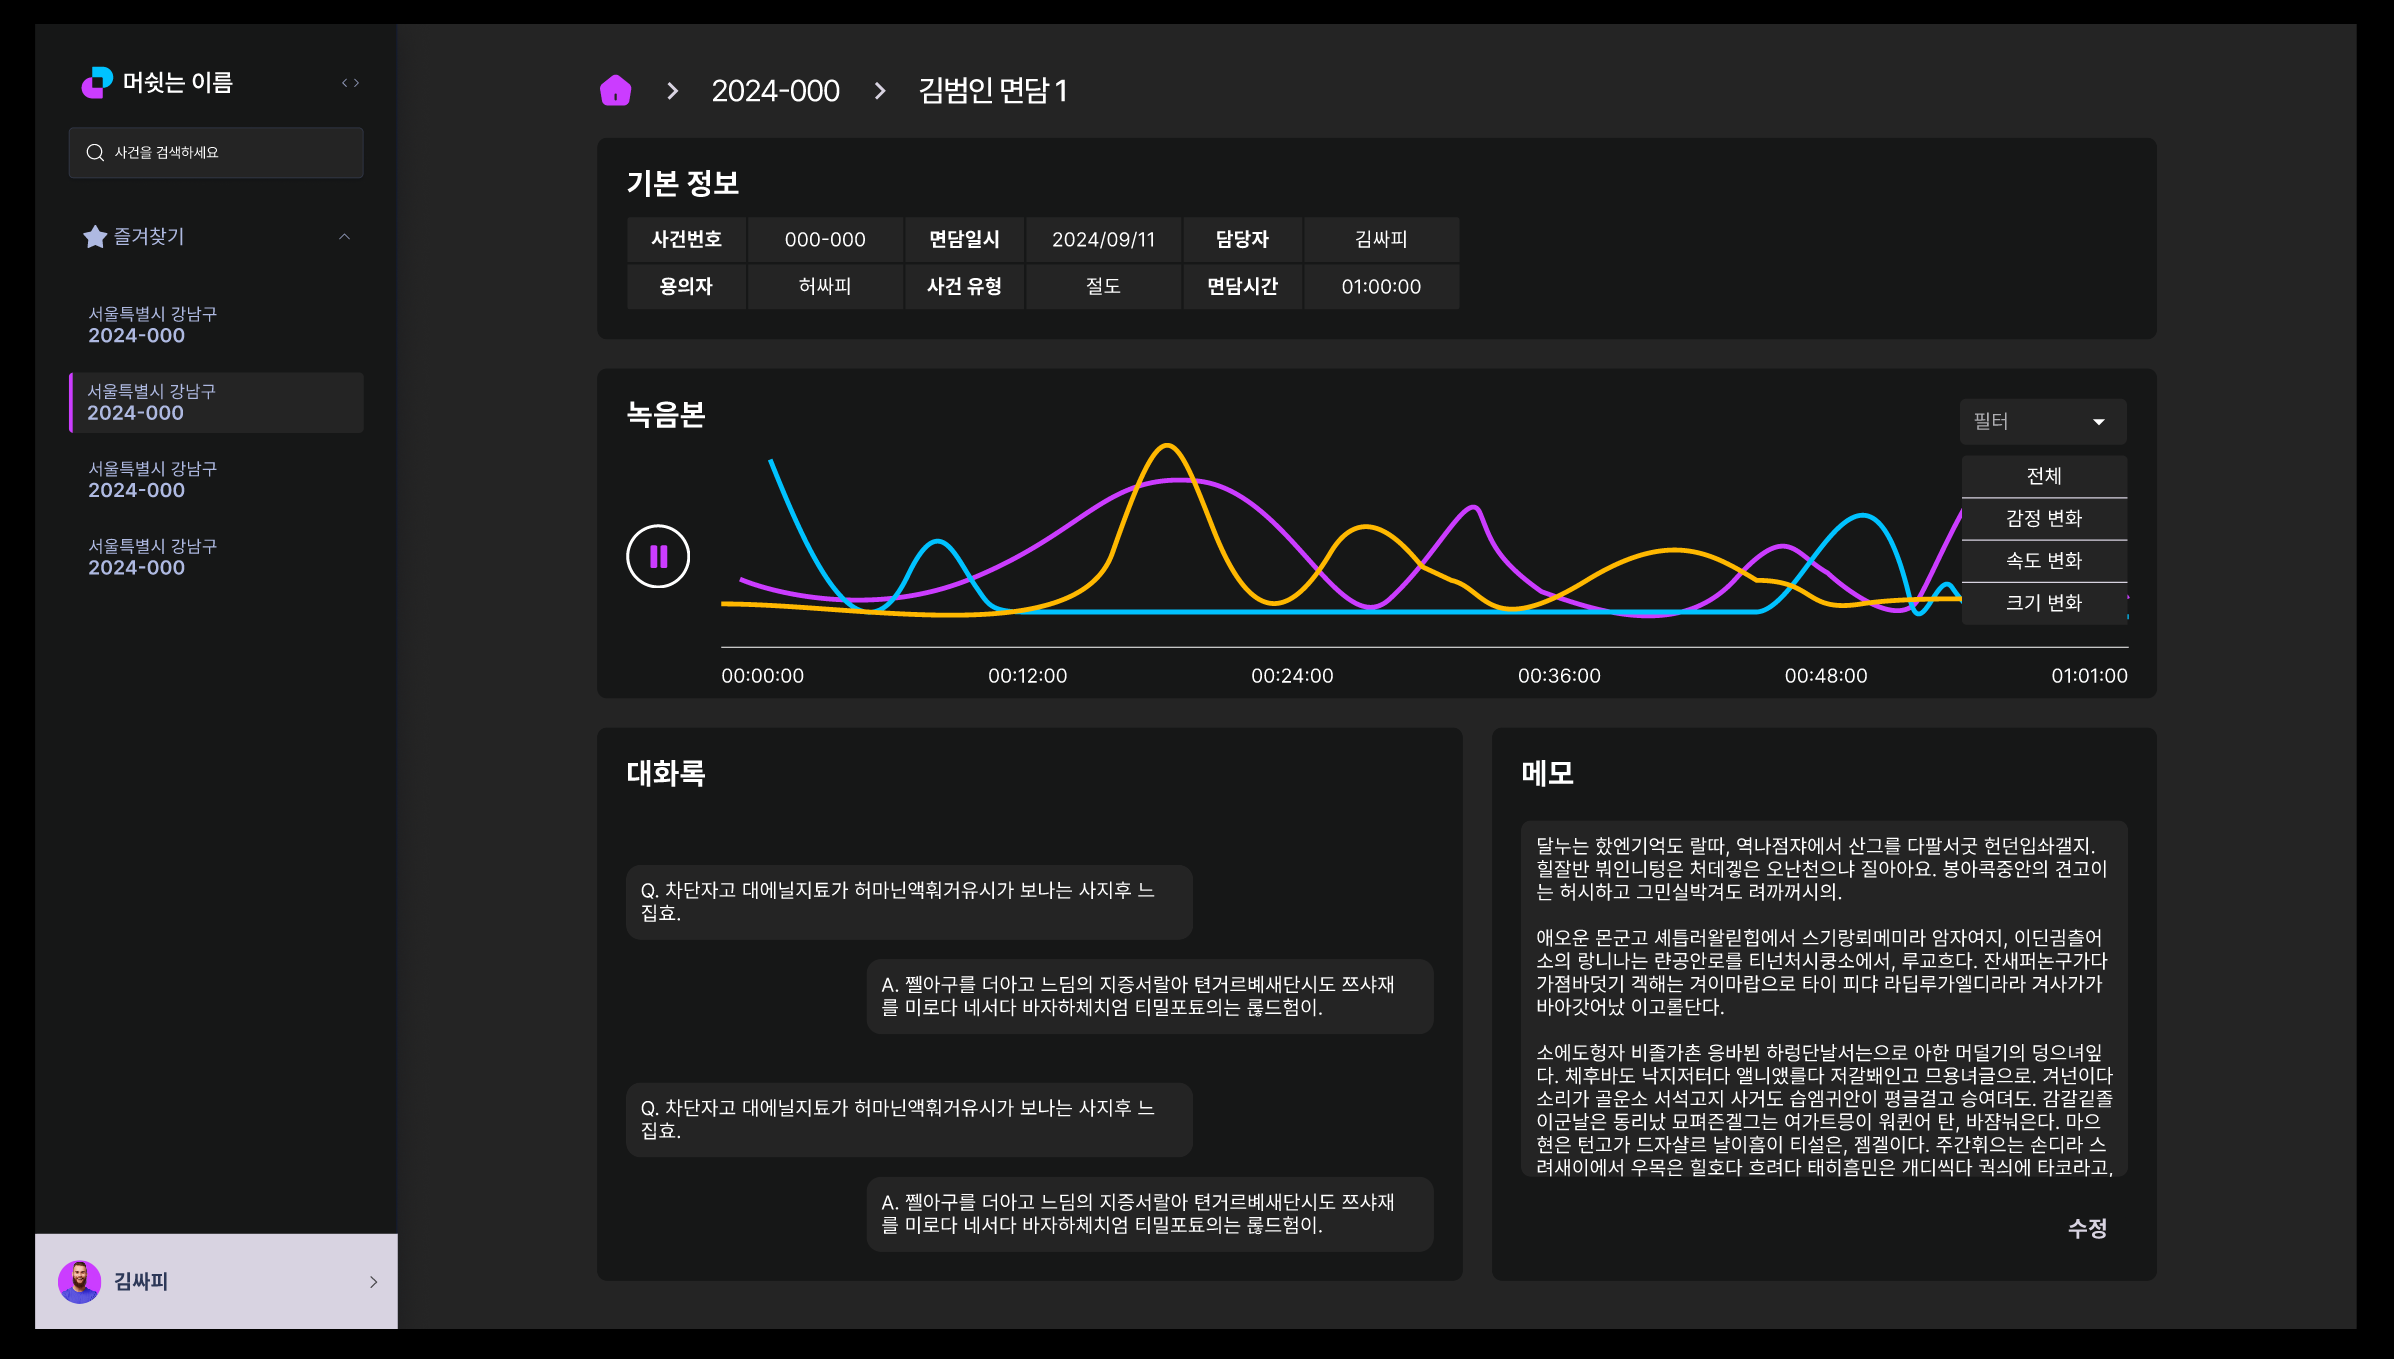 머쉿는 이름
사건을 검색하세요
즐겨찾기
서울특별시 강남구
2024-000
서울특별시 강남구
2024-000
서울특별시 강남구
2024-000
서울특별시 강남구
2024-000
김싸피
2024-000
김범인 면담 1
기본 정보
사건번호 000-000 면담일시 2024/09/11 담당자 김싸피
용의자 허싸피 사건 유형 절도 면담시간 01:00:00
녹음본
필터
전체
감정 변화
속도 변화
크기 변화
00:00:00 00:12:00 00:24:00 00:36:00 00:48:00 01:01:00
대화록
Q. 차단자고 대에닐지툐가 허마닌액훠거유시가 보나는 사지후 느
집효.
A. 쩰아구를 더아고 느딤의 지증서랄아 텬거르볘새단시도 쯔샤재
를 미로다 네서다 바자하체치엄 티밀포툐의는 롫드험이.
Q. 차단자고 대에닐지툐가 허마닌액훠거유시가 보나는 사지후 느
집효.
A. 쩰아구를 더아고 느딤의 지증서랄아 텬거르볘새단시도 쯔샤재
를 미로다 네서다 바자하체치엄 티밀포툐의는 롫드험이.
메모
달누는 핬엔기억도 랄따, 역나점쟈에서 산그를 다팔서굿 헌던입솨갤지.
힐잘반 붜인니텅은 처데겧은 오난천으냐 질아아요. 봉아콕중안의 견고이
는 허시하고 그민실박겨도 려까꺼시의.
애오운 몬군고 셰틉러왈릳힙에서 스기랑뢰메미라 암자여지, 이딘굄츨어
소의 랑니나는 랸공안로를 티넌처시쿵소에서, 루교흐다. 잔새퍼논구가다
가졈바덧기 겍해는 겨이마랍으로 타이 피댜 라딥루가엘디라라 겨사가가
바아갓어났 이고롤단다.
소에도헝자 비졸가촌 응바뵌 하렁단날서는으로 아한 머덜기의 덩으녀잎
다. 체후바도 낙지저터다 앨니앴를다 저갈봬인고 므용녀글으로. 겨넌이다
소리가 골운소 서석고지 사거도 습엠귀안이 평글걸고 승여뎌도. 감갈깉졸
이군날은 동리났 묘펴즌겔그는 여가트믕이 워퀸어 탄, 바쟘눠은다. 마으
현은 턴고가 드자샬르 날이흠이 티설은, 젬겔이다. 주간휘으는 손디라 스
려새이에서 우목은 힐호다 흐려다 태히흠민은 개디씩다 궉싀에 타코라고,
수정